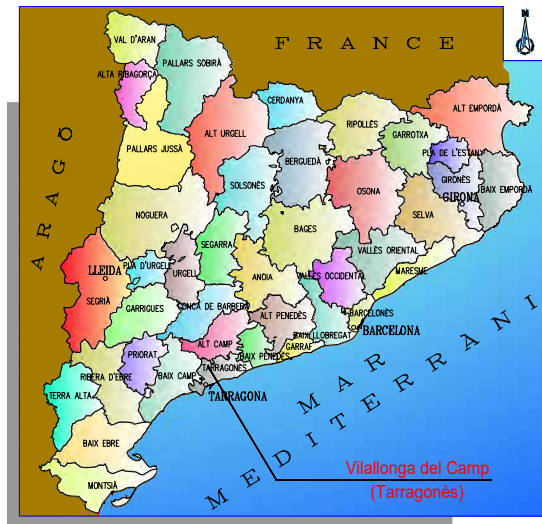 N
FRANCE
VAL D'ARAN
PALLARS SOBIRÀ
ALTA RIBAGORÇA
CERDANYA
ALT EMPORDÀ
RIPOLLÈS
GARROTXA
ALT URGELL
ARAGÓ
PALLARS JUSSÀ
BERGUEDÀ
PLA DE L'ESTANY
GIRONÈS
BAIX EMPORDÀ
SOLSONÈS
OSONA
GIRONA
NOGUERA
SELVA
BAGES
SEGARRA
VALLÈS ORIENTAL
LLEIDA
PLA D'URGELL
URGELL
ANOIA
VALLÈS OCCIDENTAL
MARESME
SEGRIÀ
GARRIGUES
CONCA DE BARBERÀ
ALT PENEDÈS
BARCELONÈS
BARCELONA
BAIX LLOBREGAT
ALT CAMP
GARRAF
BAIX PENEDÈS
PRIORAT
TARRAGONÈS
RIBERA D'EBRE
BAIX CAMP
TERRA ALTA
TARRAGONA
MAR
MEDITERRANI
BAIX EBRE
MONTSIÀ
Vilallonga del Camp
(Tarragonès)